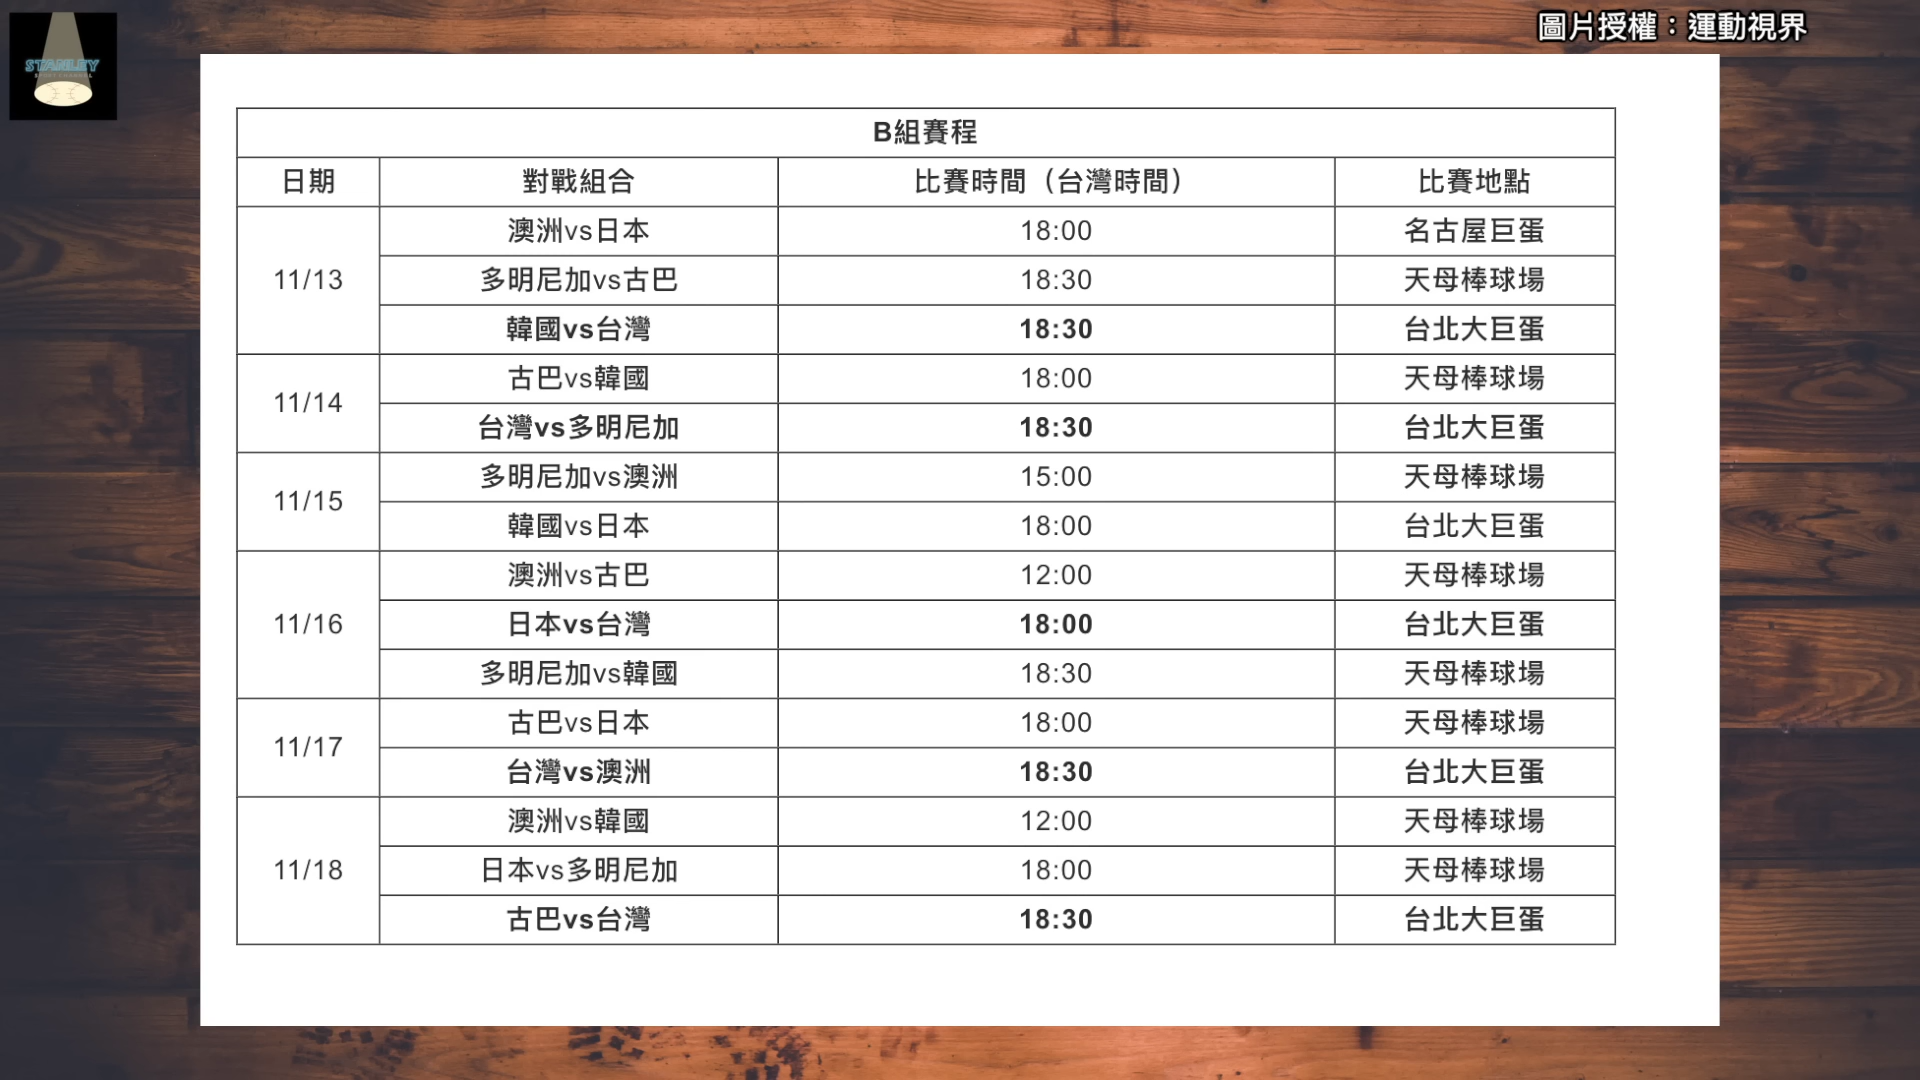 圖片授權：運動視界
STANLEY
B組賽程
日期 對戰組合 比賽時間（台灣時間） 比賽地點
11/13 澳洲vs日本 18:00 名古屋巨蛋
多明尼加vs古巴 18:30 天母棒球場
韓國vs台灣 18:30 台北大巨蛋
11/14 古巴vs韓國 18:00 天母棒球場
台灣vs多明尼加 18:30 台北大巨蛋
11/15 多明尼加vs澳洲 15:00 天母棒球場
韓國vs日本 18:00 台北大巨蛋
11/16 澳洲vs古巴 12:00 天母棒球場
日本vs台灣 18:00 台北大巨蛋
多明尼加vs韓國 18:30 天母棒球場
11/17 古巴vs日本 18:00 天母棒球場
台灣vs澳洲 18:30 台北大巨蛋
11/18 澳洲vs韓國 12:00 天母棒球場
日本vs多明尼加 18:00 天母棒球場
古巴vs台灣 18:30 台北大巨蛋